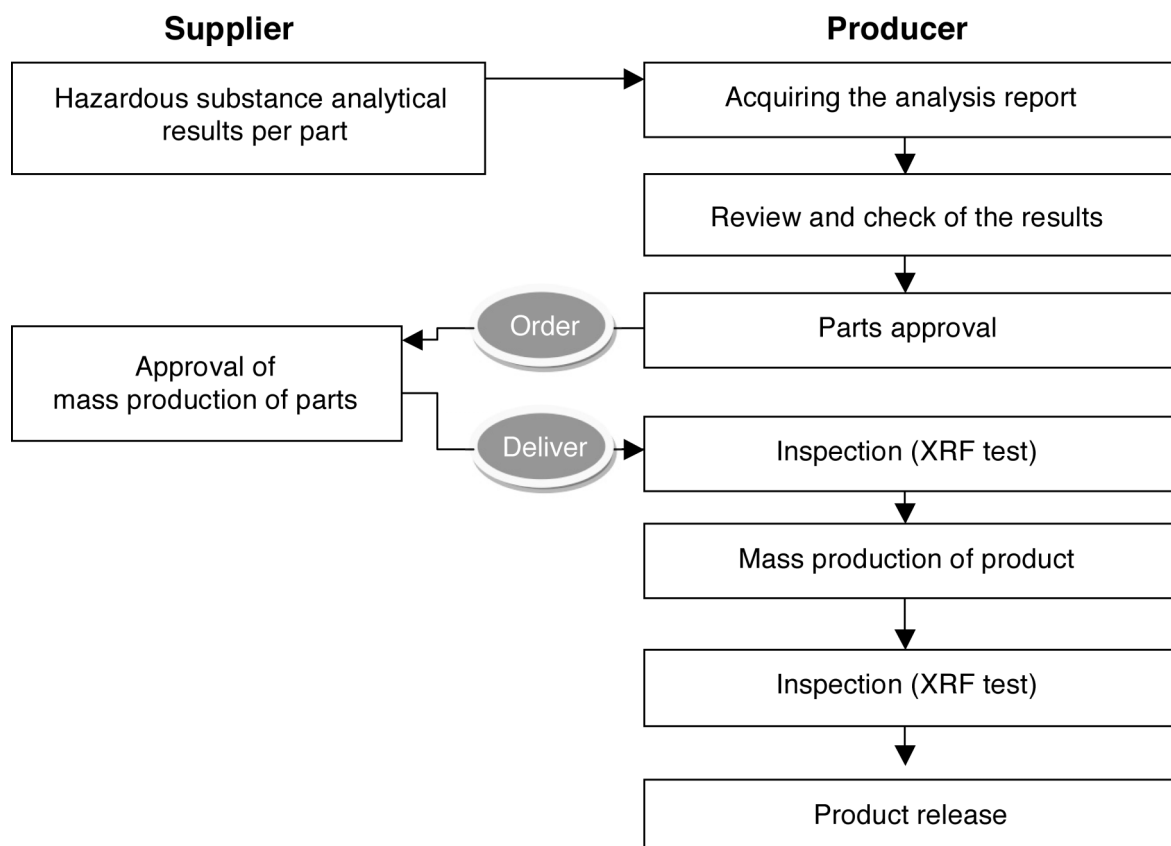 Supplier
Producer
Hazardous substance analytical
results per part
Acquiring the analysis report
Review and check of the results
Order
Parts approval
Approval of
mass production of parts
Deliver
Inspection (XRF test)
Mass production of product
Inspection (XRF test)
Product release